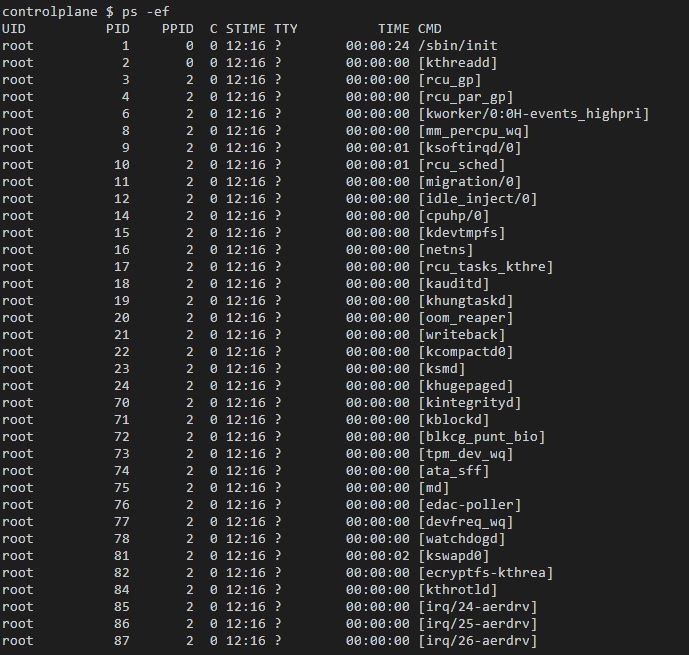 controlplane $ ps -ef
UID          PID    PPID  C STIME TTY          TIME CMD
root           1       0  0 12:16 ?        00:00:24 /sbin/init
root           2       0  0 12:16 ?        00:00:00 [kthreadd]
root           3       2  0 12:16 ?        00:00:00 [rcu_gp]
root           4       2  0 12:16 ?        00:00:00 [rcu_par_gp]
root           6       2  0 12:16 ?        00:00:00 [kworker/0:0H-events_highpri]
root           8       2  0 12:16 ?        00:00:00 [mm_percpu_wq]
root           9       2  0 12:16 ?        00:00:01 [ksoftirqd/0]
root          10       2  0 12:16 ?        00:00:01 [rcu_sched]
root          11       2  0 12:16 ?        00:00:00 [migration/0]
root          12       2  0 12:16 ?        00:00:00 [idle_inject/0]
root          14       2  0 12:16 ?        00:00:00 [cpuhp/0]
root          15       2  0 12:16 ?        00:00:00 [kdevtmpfs]
root          16       2  0 12:16 ?        00:00:00 [netns]
root          17       2  0 12:16 ?        00:00:00 [rcu_tasks_kthre]
root          18       2  0 12:16 ?        00:00:00 [kauditd]
root          19       2  0 12:16 ?        00:00:00 [khungtaskd]
root          20       2  0 12:16 ?        00:00:00 [oom_reaper]
root          21       2  0 12:16 ?        00:00:00 [writeback]
root          22       2  0 12:16 ?        00:00:00 [kcompactd0]
root          23       2  0 12:16 ?        00:00:00 [ksmd]
root          24       2  0 12:16 ?        00:00:00 [khugepaged]
root          70       2  0 12:16 ?        00:00:00 [kintegrityd]
root          71       2  0 12:16 ?        00:00:00 [kblockd]
root          72       2  0 12:16 ?        00:00:00 [blkcg_punt_bio]
root          73       2  0 12:16 ?        00:00:00 [tpm_dev_wq]
root          74       2  0 12:16 ?        00:00:00 [ata_sff]
root          75       2  0 12:16 ?        00:00:00 [md]
root          76       2  0 12:16 ?        00:00:00 [edac-poller]
root          77       2  0 12:16 ?        00:00:00 [devfreq_wq]
root          78       2  0 12:16 ?        00:00:00 [watchdogd]
root          81       2  0 12:16 ?        00:00:02 [kswapd0]
root          82       2  0 12:16 ?        00:00:00 [ecryptfs-kthrea]
root          84       2  0 12:16 ?        00:00:00 [kthrotld]
root          85       2  0 12:16 ?        00:00:00 [irq/24-aerdrv]
root          86       2  0 12:16 ?        00:00:00 [irq/25-aerdrv]
root          87       2  0 12:16 ?        00:00:00 [irq/26-aerdrv]